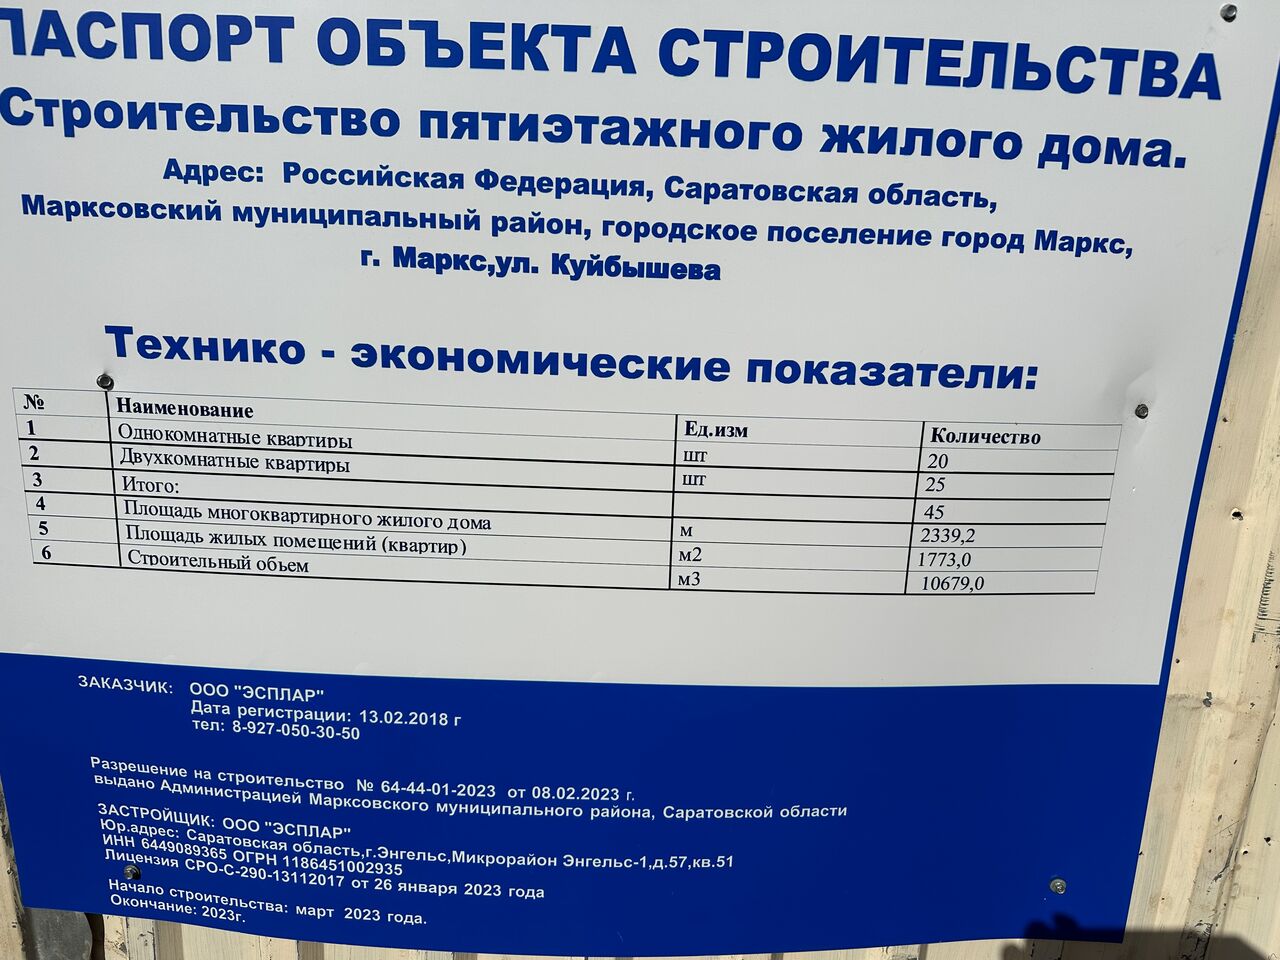 ПАСПОРТ ОБЪЕКТА СТРОИТЕЛЬСТВА
Строительство пятиэтажного жилого дома.
Адрес: Российская Федерация, Саратовская область,
Марксовский муниципальный район, городское поселение город Маркс,
г. Маркс,ул. Куйбышева
Технико - экономические показатели:
№ Наименование Ед.изм Количество
1 Однокомнатные квартиры шт 20
2 Двухкомнатные квартиры шт 25
3 Итого: 45
4 Площадь многоквартирного жилого дома м 2339,2
5 Площадь жилых помещений (квартир) м2 1773,0
6 Строительный обьем м3 10679,0
ЗАКАЗЧИК: ООО "ЭСПЛАР"
Дата регистрации: 13.02.2018 г
тел: 8-927-050-30-50
Разрешение на строительство № 64-44-01-2023 от 08.02.2023 г.
выдано Администрацией Марксовского муниципального района, Саратовской области
ЗАСТРОЙЩИК: ООО "ЭСПЛАР"
Юр.адрес: Саратовская область,г.Энгельс,Микрорайон Энгельс-1,д.57,кв.51
ИНН 6449089365 ОГРН 1186451002935
Лицензия СРО-С-290-13112017 от 26 января 2023 года
Начало строительства: март 2023 года.
Окончание: 2023г.